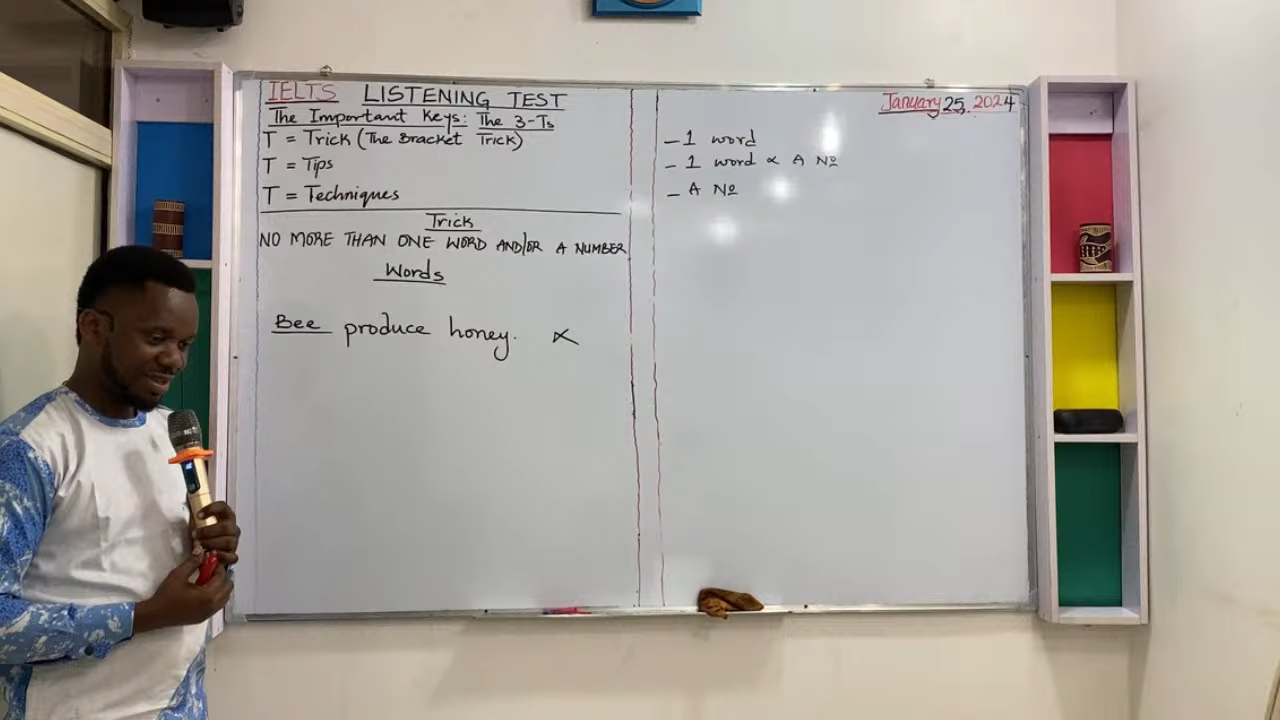 IELTS LISTENING TEST
The Important Keys: The 3-Ts
T = Trick (The Bracket Trick)
T = Tips
T = Techniques
Trick
NO MORE THAN ONE WORD AND/OR A NUMBER
Words
Bee produce honey. ∝
January 25, 2024
- 1 word
- 1 word ∝ A Nº
- A Nº